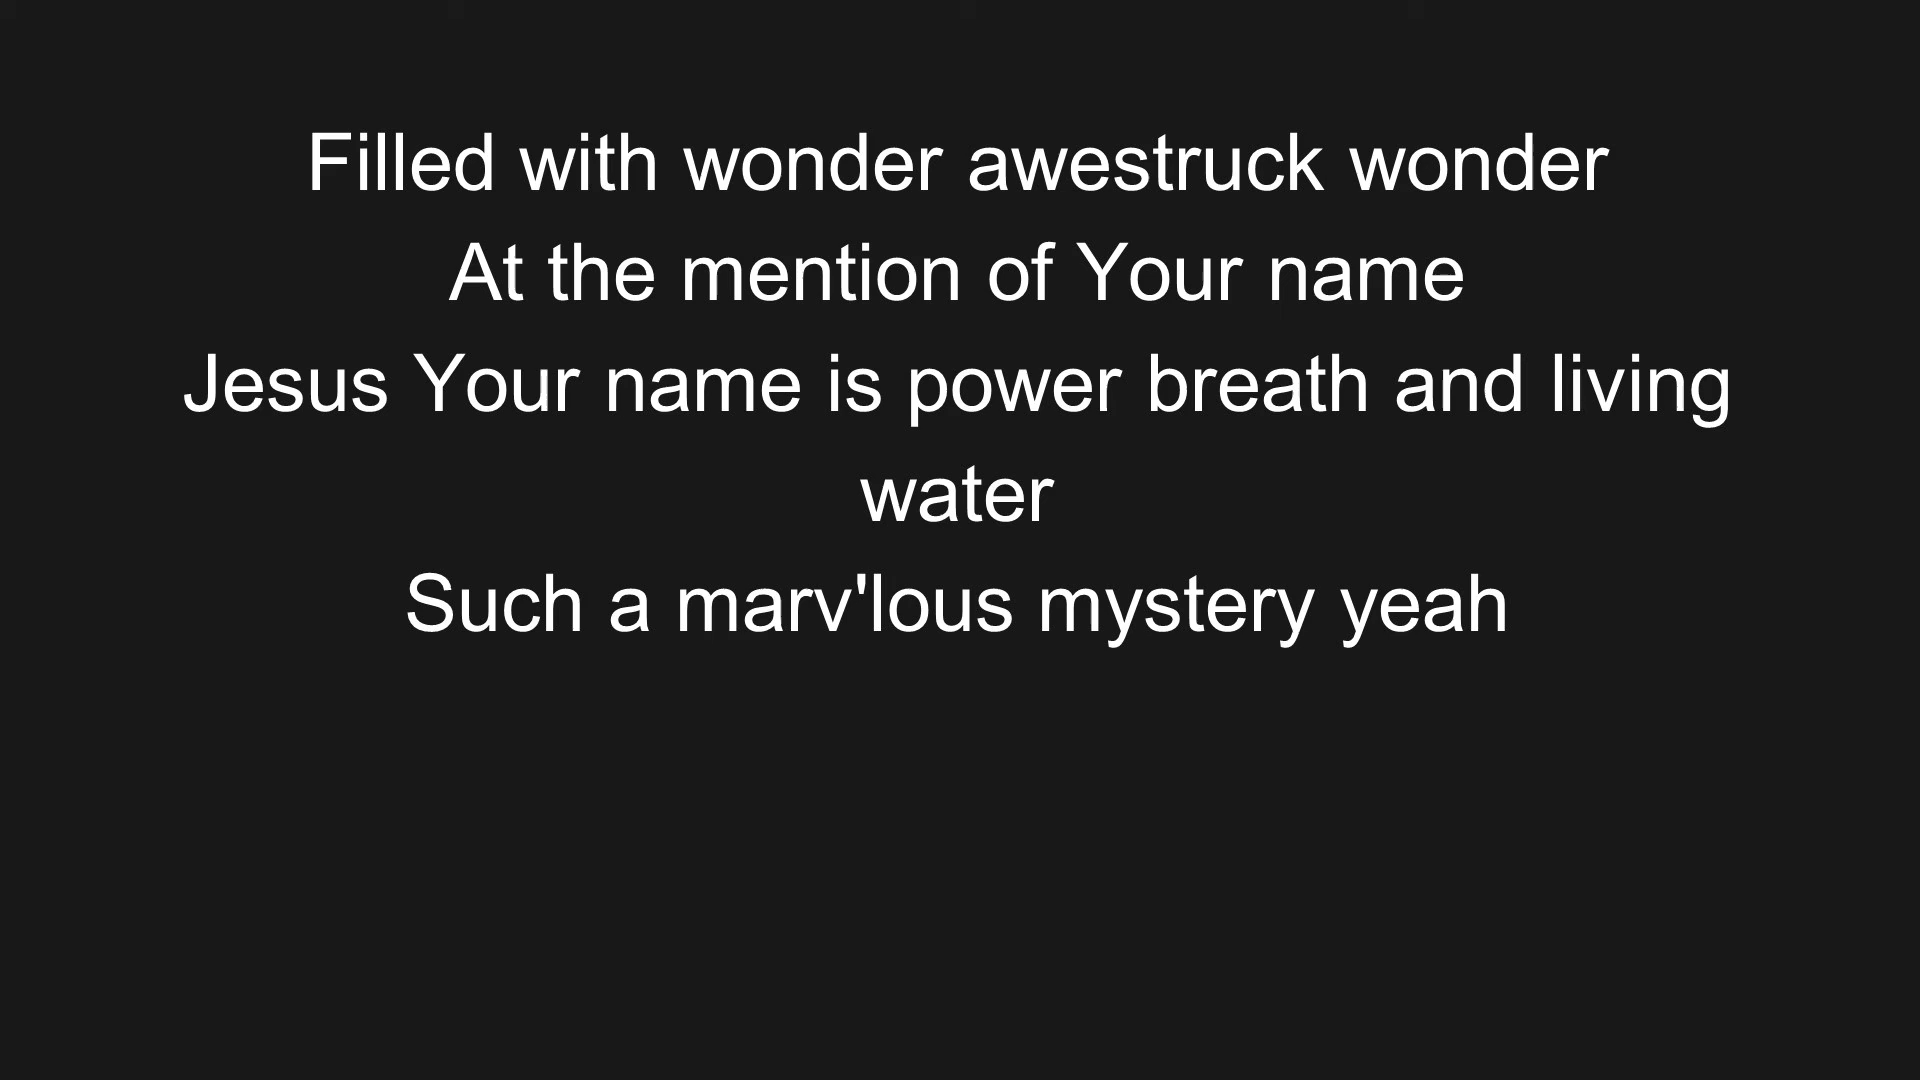 Filled with wonder awestruck wonder
At the mention of Your name
Jesus Your name is power breath and living
water
Such a marv'lous mystery yeah